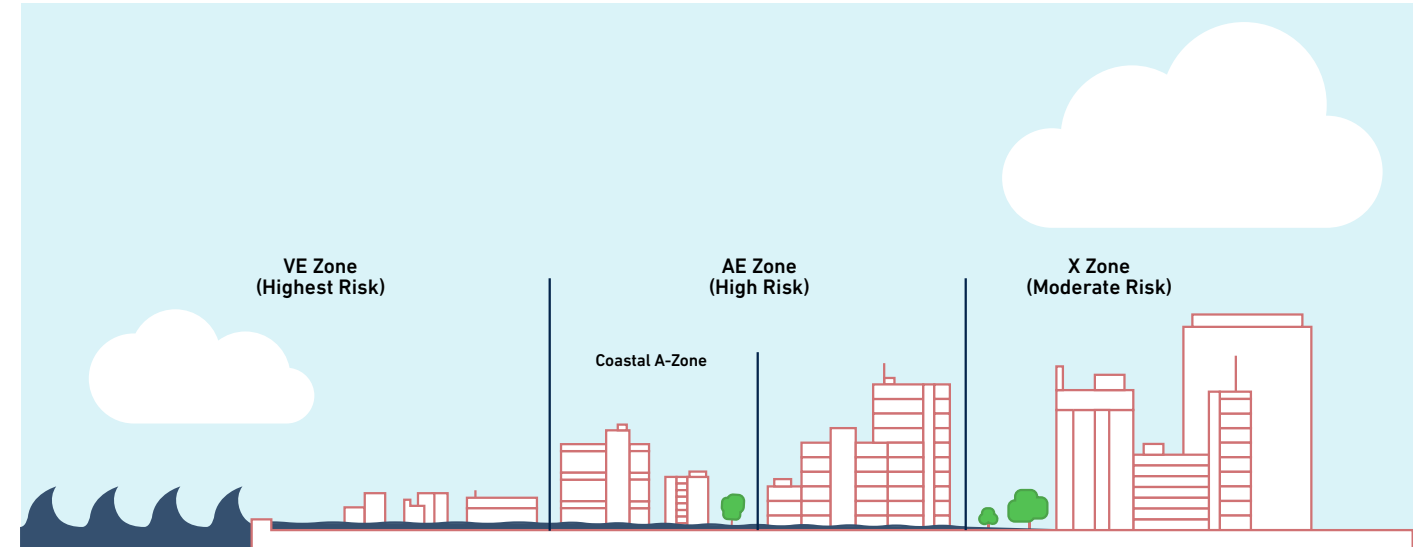 VE Zone
(Highest Risk)
AE Zone
(High Risk)
X Zone
(Moderate Risk)
Coastal A-Zone